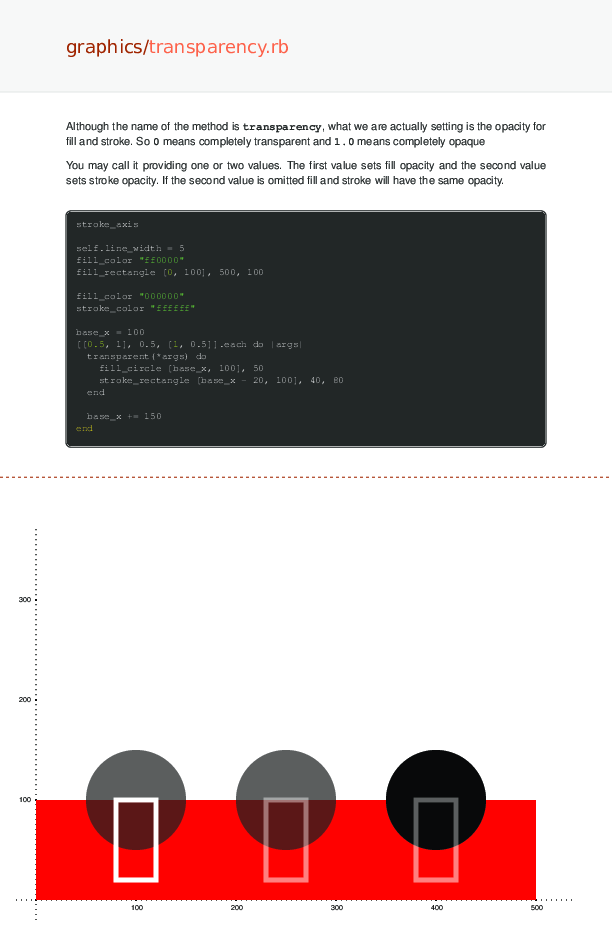 graphics/transparency.rb
Although the name of the method is transparency, what we are actually setting is the opacity for
fill and stroke. So 0 means completely transparent and 1.0 means completely opaque
You may call it providing one or two values. The first value sets fill opacity and the second value
sets stroke opacity. If the second value is omitted fill and stroke will have the same opacity.
stroke_axis
self.line_width = 5
fill_color "ff0000"
fill_rectangle [0, 100], 500, 100
fill_color "000000"
stroke_color "ffffff"
base_x = 100
[[0.5, 1], 0.5, [1, 0.5]].each do |args|
transparent(*args) do
fill_circle [base_x, 100], 50
stroke_rectangle [base_x - 20, 100], 40, 80
end
base_x += 150
end
300
200
100
100 200 300 400 500